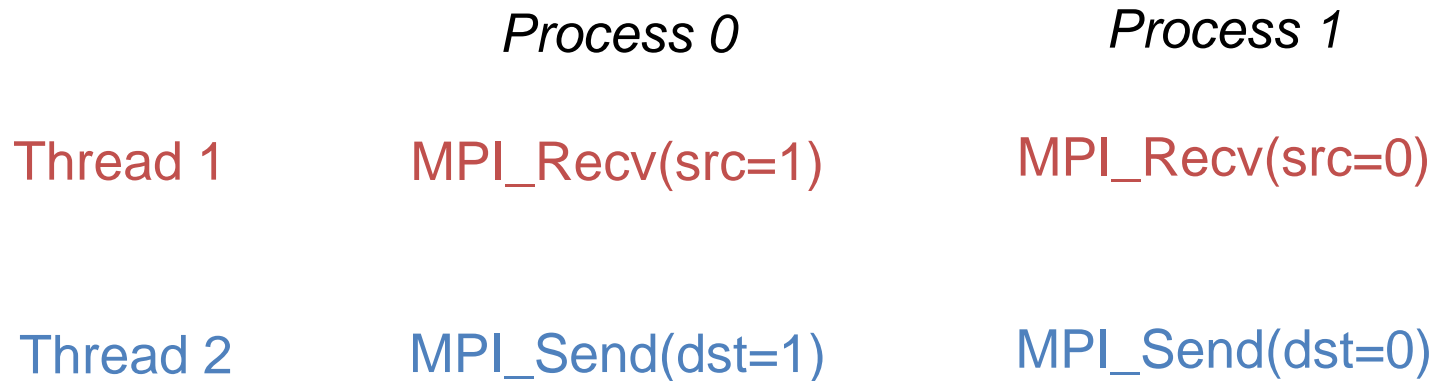 Process 0 Process 1
Thread 1 MPI_Recv(src=1) MPI_Recv(src=0)
Thread 2 MPI_Send(dst=1) MPI_Send(dst=0)